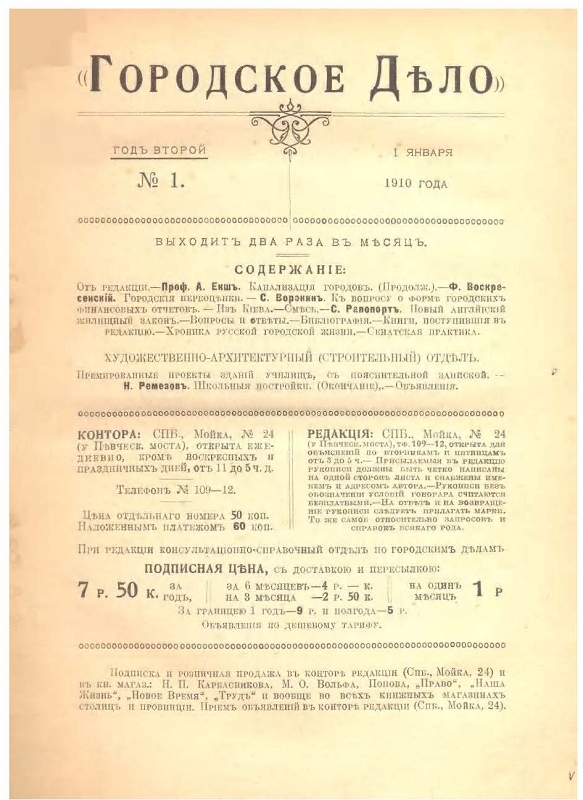 «Городское Дѣло»
ГОДЪ ВТОРОЙ
№ 1.
1 ЯНВАРЯ
1910 ГОДА
ВЫХОДИТЪ ДВА РАЗА ВЪ МѢСЯЦЪ.
СОДЕРЖАНІЕ:
Отъ редакціи.—Проф. А. Еншъ. Канализація городовъ. (Продолж.).—Ф. Воскре-
сенскій. Городскія переоцѣнки. — С. Воронинъ. Къ вопросу о формѣ городскихъ
финансовыхъ отчетовъ. — Изъ Кіева.—Смѣсь.— С. Рапопортъ. Новый англійскій
жилищный законъ.—Вопросы и отвѣты.—Библіографія.—Книги, поступившія въ
редакцію.—Хроника русской городской жизни.—Сенатская практика.
ХУДОЖЕСТВЕННО-АРХИТЕКТУРНЫЙ (СТРОИТЕЛЬНЫЙ) ОТДѢЛЪ.
Премированные проекты зданій училищъ, съ пояснительной запиской. —
Н. Ремезовъ. Школьныя постройки. (Окончаніе).,—Объявленія.
КОНТОРА: СПБ., Мойка, № 24
(у Пѣвческ. моста), открыта еже-
дневно, кромѣ воскресныхъ и
праздничныхъ дней, отъ 11 до 5 ч. д.
Телефонъ № 109—12.
Цѣна отдѣльнаго номера 50 коп.
Наложеннымъ платежомъ 60 коп.
РЕДАКЦІЯ: СПБ., Мойка, № 24
(у Пѣвческ. моста), тф. 109—12, открыта для
объясненій по вторникамъ и пятницамъ
отъ 3 до 5 ч.— Присылаемыя въ редакцію
рукописи должны быть четко написаны
на одной сторонѣ листа и снабжены име-
немъ и адресомъ автора.—Рукописи безъ
обозначенія условій гонорара считаются
безплатными.—На отвѣтъ и на возвраще-
ніе рукописи слѣдуетъ прилагать марки.
То же самое относительно запросовъ и
справокъ всякаго рода.
При редакціи консультаціонно-справочный отдѣлъ по городскимъ дѣламъ
ПОДПИСНАЯ ЦѢНА, съ доставкою и пересылкою:
7 р. 50 к. за годъ,
за 6 мѣсяцевъ—4 р. — к.
на 3 мѣсяца —2 р. 50 к.
на одинъ мѣсяцъ 1 р
За границею 1 годъ—9 р. и полгода—5 р.
Объявленія по дешевому тарифу.
Подписка и розничная продажа въ конторѣ редакціи (Спб., Мойка, 24) и
въ кн. магаз.: Н. П. Карбасникова, М. О. Вольфа, Попова, „Право“, „Наша
Жизнь“, „Новое Время“, „Трудъ“ и вообще во всѣхъ книжныхъ магазинахъ
столицъ и провинціи. Пріемъ объявленій въ конторѣ редакціи (Спб., Мойка, 24).